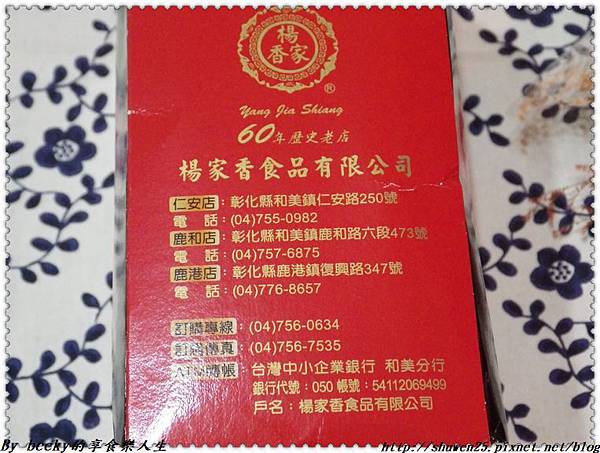 楊
香家
®
Yang Jia Shiang
60年歷史老店
楊家香食品有限公司
仁安店：彰化縣和美鎮仁安路250號
電 話：(04)755-0982
鹿和店：彰化縣和美鎮鹿和路六段473號
電 話：(04)757-6875
鹿港店：彰化縣鹿港鎮復興路347號
電 話：(04)776-8657
訂購專線：(04)756-0634
訂購傳真：(04)756-7535
ATM轉帳：台灣中小企業銀行 和美分行
銀行代號：050 帳號：54112069499
戶名：楊家香食品有限公司
By becky的享食樂人生
http://shuwen25.pixnet.net/blog